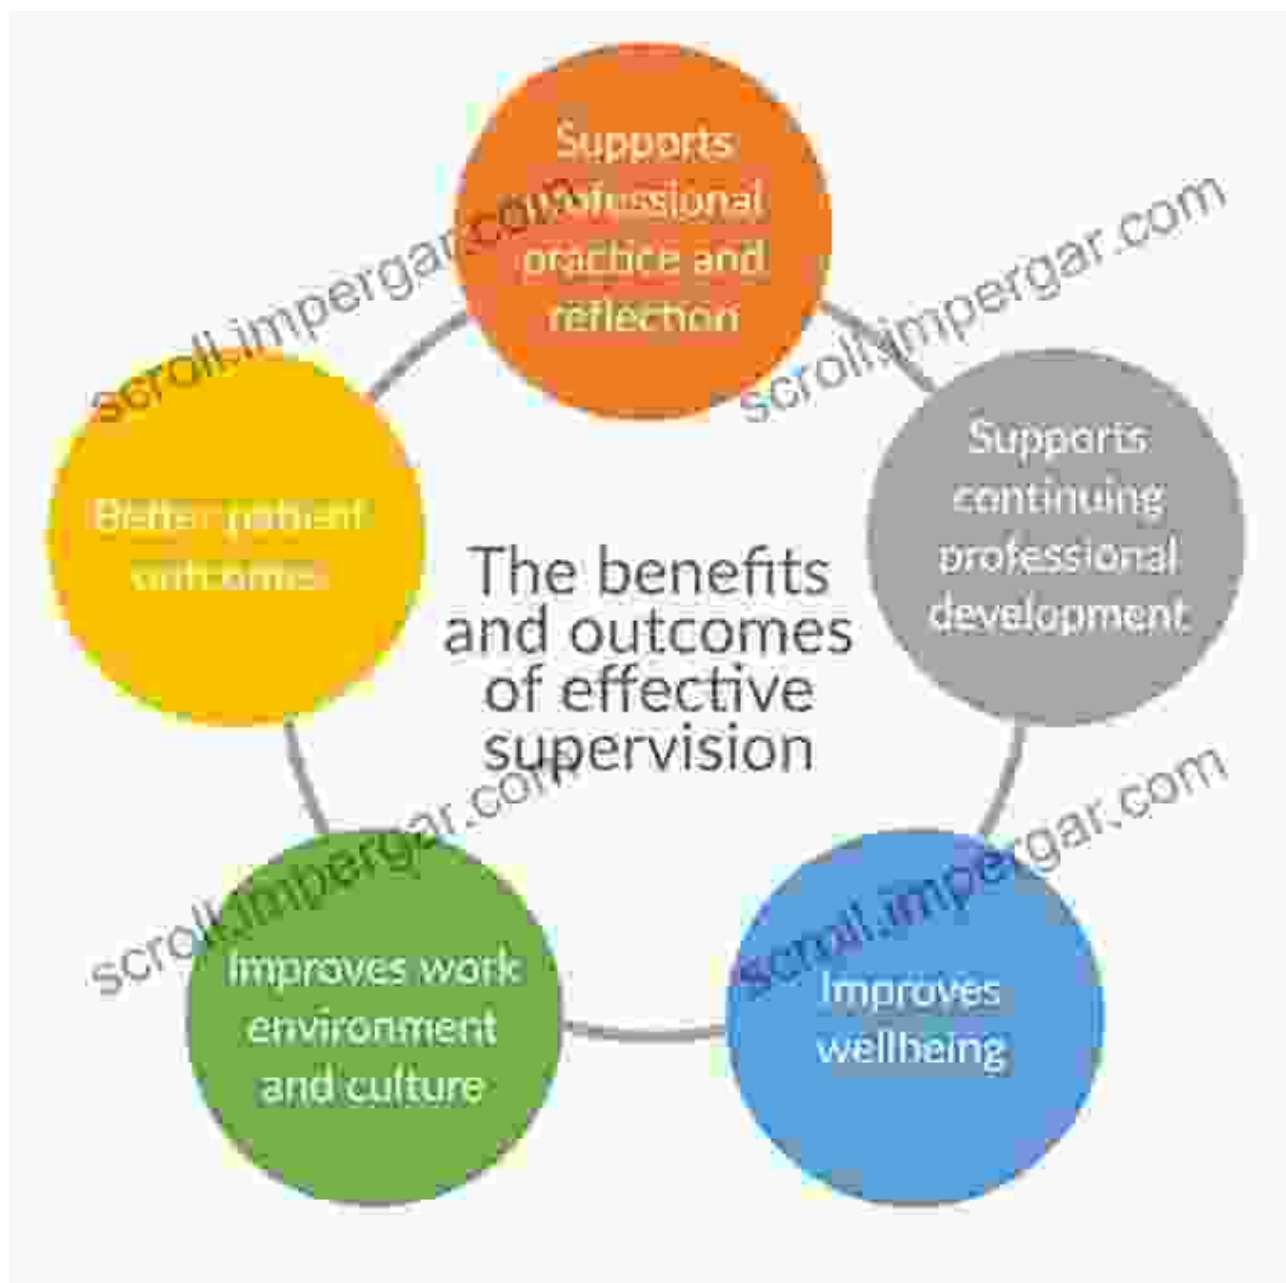 Supports
professional
practice and
reflection
Supports
continuing
professional
development
Improves
wellbeing
Improves work
environment
and culture
Better patient
outcomes
The benefits
and outcomes
of effective
supervision
scroll.impergar.com
scroll.impergar.com
scroll.impergar.com
scroll.impergar.com